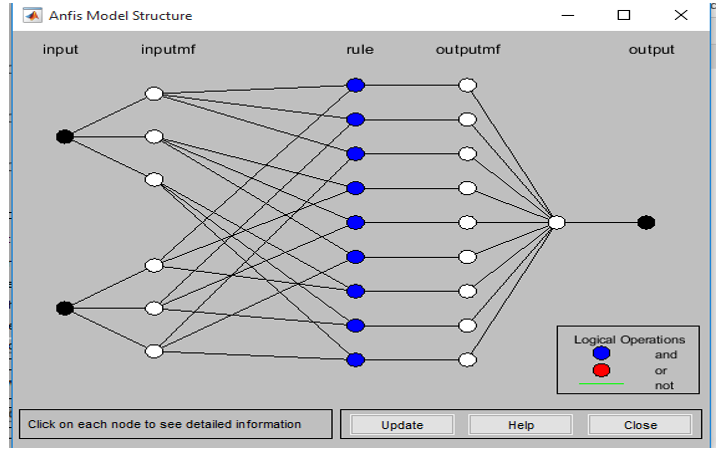 Anfis Model Structure
input inputmf rule outputmf output
Logical Operations
and
or
not
Click on each node to see detailed information
Update Help Close